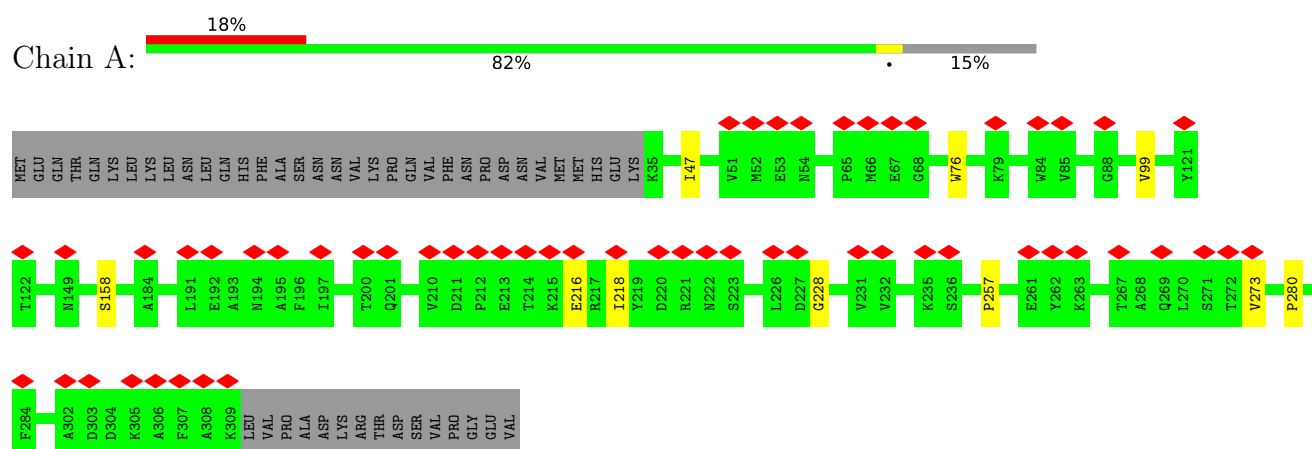 18%
Chain A:
82% • 15%
MET GLU GLN THR GLN LYS LEU LYS LEU ASN LEU GLN HIS PHE ALA SER ASN ASN VAL LYS PRO GLN VAL PHE ASN PRO ASP ASN VAL MET MET HIS GLU LYS K35 I47 V51 M52 E53 N54 P65 M66 E67 G68 W76 K79 W84 V85 G88 V99 Y121
T122 N149 S158 A184 L191 E192 A193 N194 A195 F196 I197 T200 Q201 V210 D211 P212 E213 T214 K215 E216 R217 I218 Y219 D220 R221 N222 S223 L226 D227 G228 V231 V232 K235 S236 P257 E261 Y262 K263 T267 A268 Q269 L270 S271 T272 V273 P280
F284 A302 D303 D304 K305 A306 F307 A308 K309 LEU VAL PRO ALA ASP LYS ARG THR ASP SER VAL PRO GLY GLU VAL